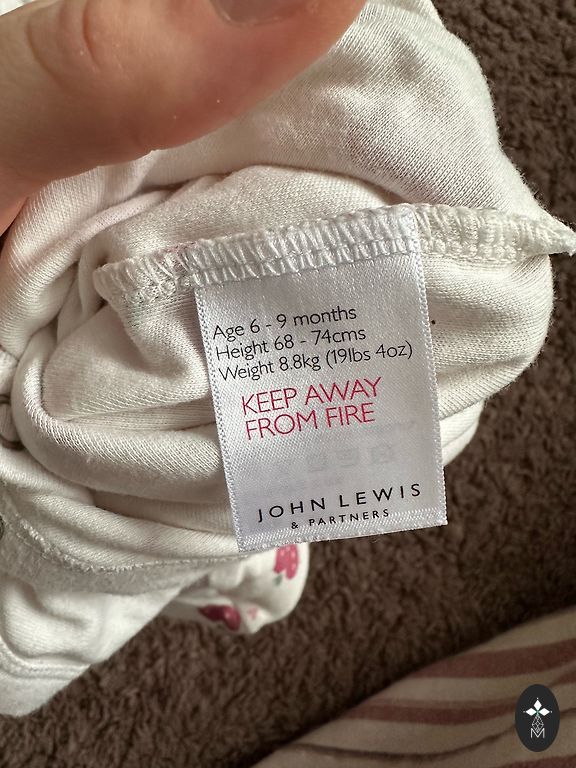 Age 6 - 9 months
Height 68 - 74cms
Weight 8.8kg (19lbs 4oz)
KEEP AWAY
FROM FIRE
JOHN LEWIS
& PARTNERS
M